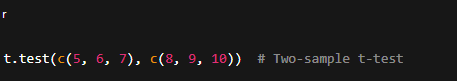 r
t.test(c(5, 6, 7), c(8, 9, 10))  # Two-sample t-test